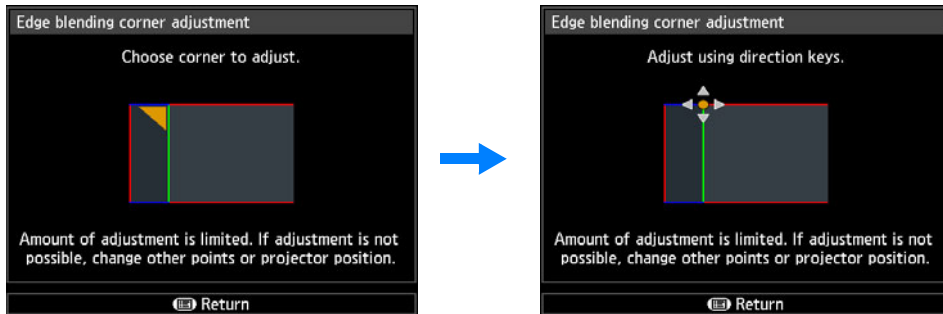 Edge blending corner adjustment
Choose corner to adjust.
Amount of adjustment is limited. If adjustment is not
possible, change other points or projector position.
Return
Edge blending corner adjustment
Adjust using direction keys.
Amount of adjustment is limited. If adjustment is not
possible, change other points or projector position.
Return